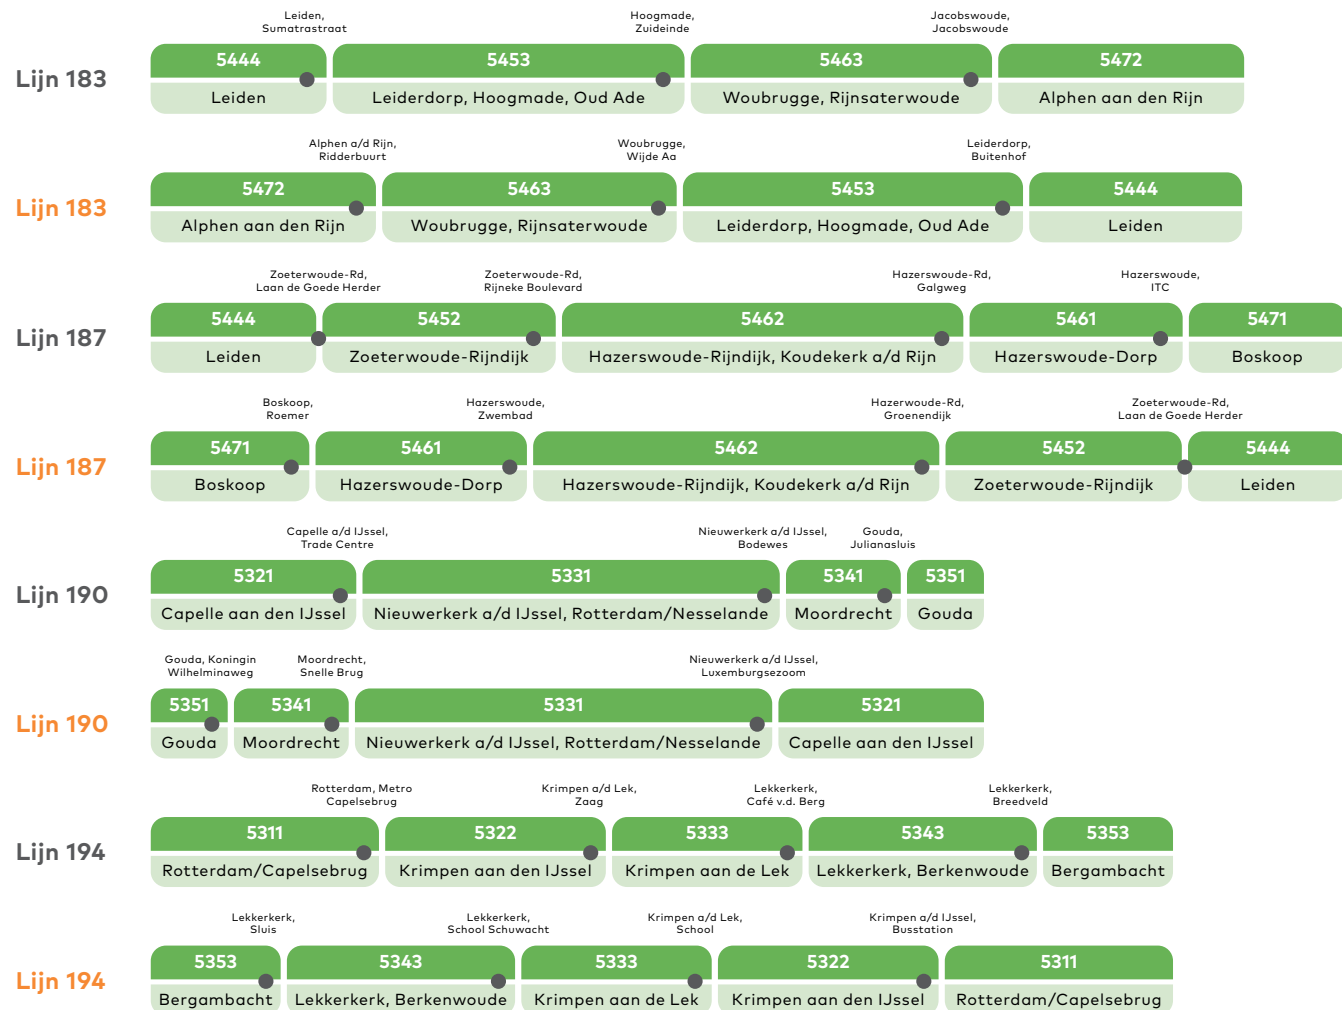 Leiden,
Sumatrastraat
Hoogmade,
Zuideinde
Jacobswoude,
Jacobswoude
Lijn 183
5444 5453 5463 5472
Leiden Leiderdorp, Hoogmade, Oud Ade Woubrugge, Rijnsaterwoude Alphen aan den Rijn
Alphen a/d Rijn,
Ridderbuurt
Woubrugge,
Wijde Aa
Leiderdorp,
Buitenhof
Lijn 183
5472 5463 5453 5444
Alphen aan den Rijn Woubrugge, Rijnsaterwoude Leiderdorp, Hoogmade, Oud Ade Leiden
Zoeterwoude-Rd,
Laan de Goede Herder
Zoeterwoude-Rd,
Rijneke Boulevard
Hazerswoude-Rd,
Galgweg
Hazerswoude,
ITC
Lijn 187
5444 5452 5462 5461 5471
Leiden Zoeterwoude-Rijndijk Hazerswoude-Rijndijk, Koudekerk a/d Rijn Hazerswoude-Dorp Boskoop
Boskoop,
Roemer
Hazerswoude,
Zwembad
Hazerwoude-Rd,
Groenendijk
Zoeterwoude-Rd,
Laan de Goede Herder
Lijn 187
5471 5461 5462 5452 5444
Boskoop Hazerswoude-Dorp Hazerswoude-Rijndijk, Koudekerk a/d Rijn Zoeterwoude-Rijndijk Leiden
Capelle a/d IJssel,
Trade Centre
Nieuwerkerk a/d IJssel,
Bodewes
Gouda,
Julianasluis
Lijn 190
5321 5331 5341 5351
Capelle aan den IJssel Nieuwerkerk a/d IJssel, Rotterdam/Nesselande Moordrecht Gouda
Gouda, Koningin
Wilhelminaweg
Moordrecht,
Snelle Brug
Nieuwerkerk a/d IJssel,
Luxemburgsezoom
Lijn 190
5351 5341 5331 5321
Gouda Moordrecht Nieuwerkerk a/d IJssel, Rotterdam/Nesselande Capelle aan den IJssel
Rotterdam, Metro
Capelsebrug
Krimpen a/d Lek,
Zaag
Lekkerkerk,
Café v.d. Berg
Lekkerkerk,
Breedveld
Lijn 194
5311 5322 5333 5343 5353
Rotterdam/Capelsebrug Krimpen aan den IJssel Krimpen aan de Lek Lekkerkerk, Berkenwoude Bergambacht
Lekkerkerk,
Sluis
Lekkerkerk,
School Schuwacht
Krimpen a/d Lek,
School
Krimpen a/d IJssel,
Busstation
Lijn 194
5353 5343 5333 5322 5311
Bergambacht Lekkerkerk, Berkenwoude Krimpen aan de Lek Krimpen aan den IJssel Rotterdam/Capelsebrug